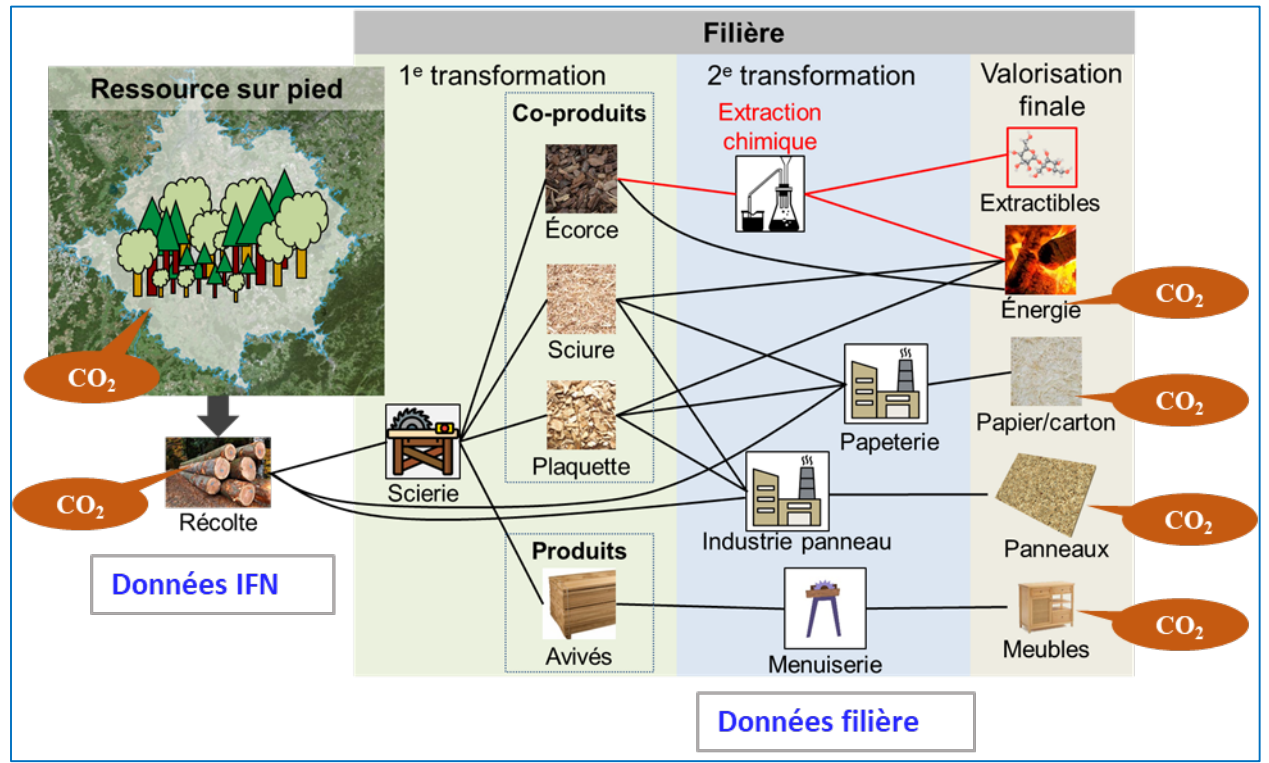 Filière
Ressource sur pied
1e transformation
2e transformation
Valorisation
finale
Co-produits
Extraction
chimique
Écorce
Extractibles
Sciure
Énergie
CO2
CO2
Plaquette
Papeterie
Papier/carton
CO2
Récolte
CO2
Scierie
Industrie panneau
Panneaux
CO2
Produits
Avivés
Menuiserie
Meubles
CO2
Données IFN
Données filière